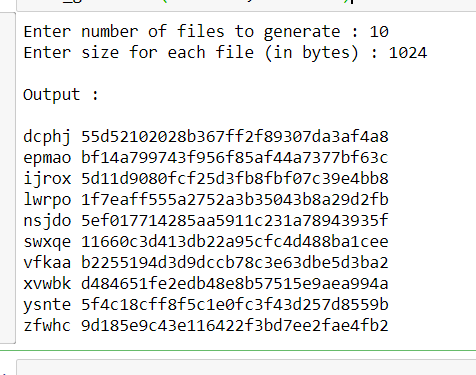 Enter number of files to generate : 10
Enter size for each file (in bytes) : 1024
Output :
dcphj 55d52102028b367ff2f89307da3af4a8
epmao bf14a799743f956f85af44a7377bf63c
ijrox 5d11d9080fcf25d3fb8fbf07c39e4bb8
lwrpo 1f7eaff555a2752a3b35043b8a29d2fb
nsjdo 5ef017714285aa5911c231a78943935f
swxqe 11660c3d413db22a95cfc4d488ba1cee
vfkaa b2255194d3d9dccb78c3e63dbe5d3ba2
xvwbk d484651fe2edb48e8b57515e9aea994a
ysnte 5f4c18cff8f5c1e0fc3f43d257d8559b
zfwhc 9d185e9c43e116422f3bd7ee2fae4fb2